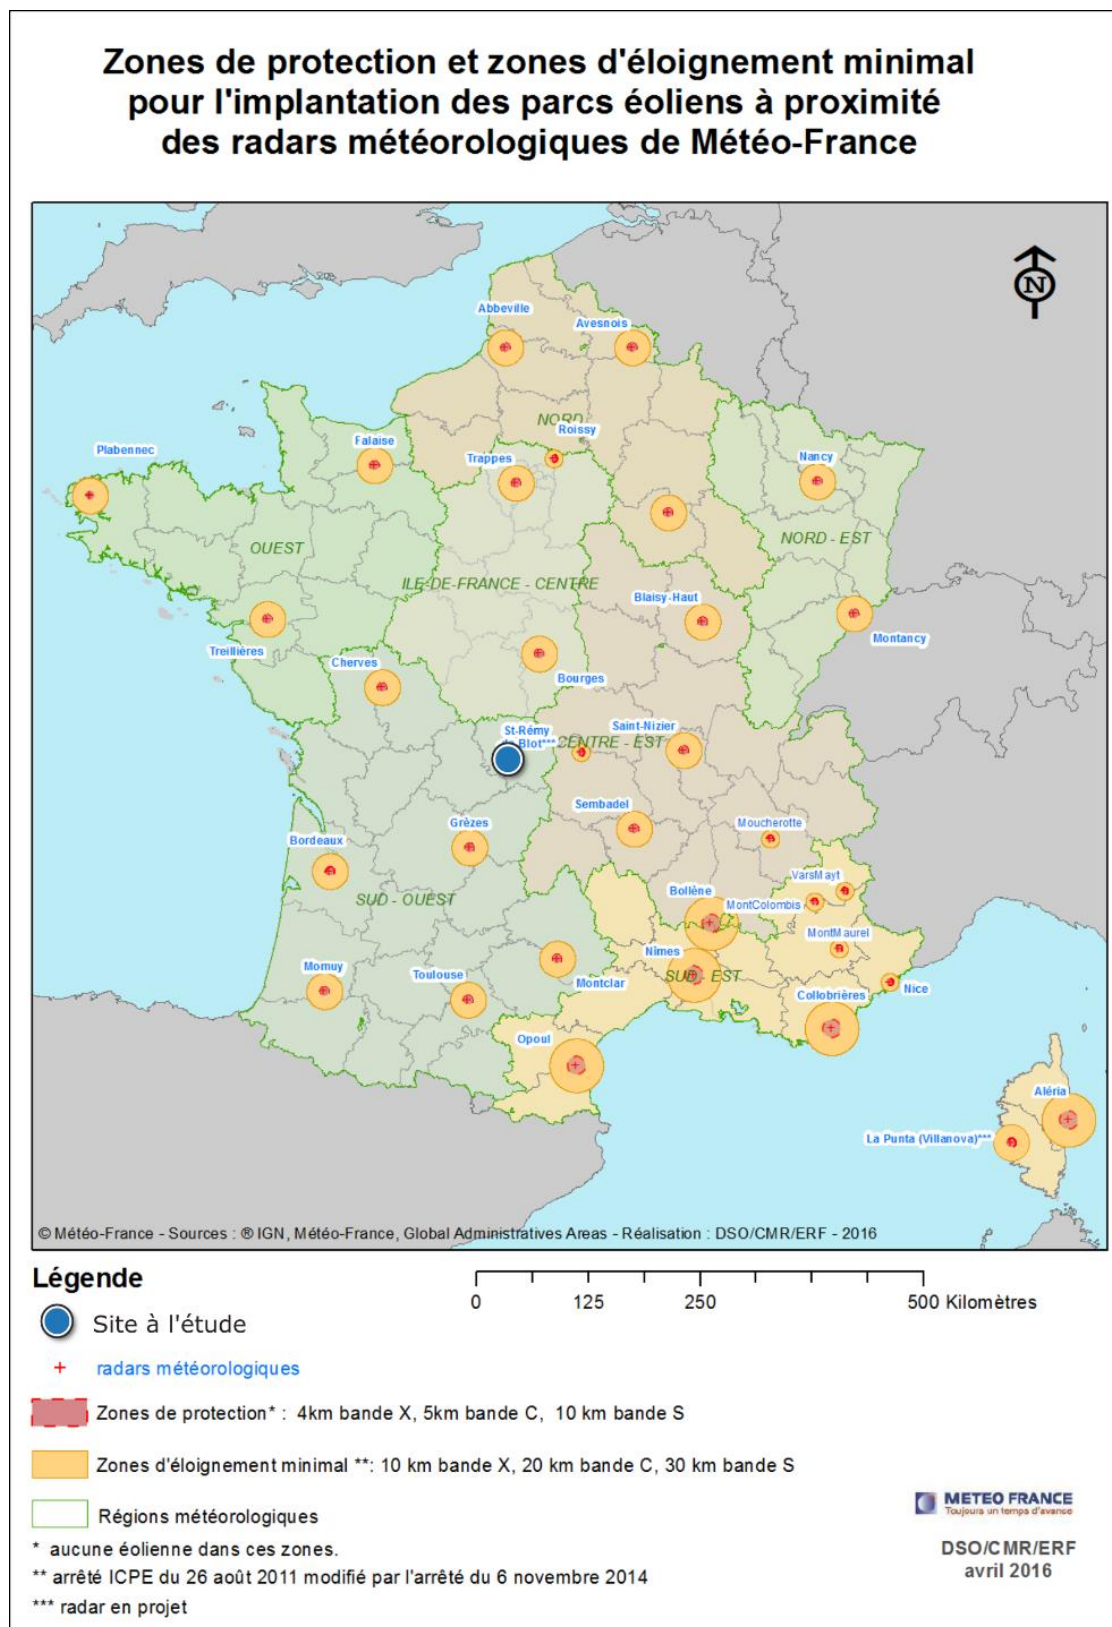 Zones de protection et zones d'éloignement minimal
pour l'implantation des parcs éoliens à proximité
des radars météorologiques de Météo-France
N
Abbeville
Avesnois
NORD
Roissy
Plabennec
Falaise
Trappes
Nancy
OUEST
NORD - EST
ILE-DE-FRANCE - CENTRE
Blaisy-Haut
Treillières
Montancy
Cherves
Bourges
St-Rémy
Blot***
CENTRE - EST
Saint-Nizier
Sembadel
Grèzes
Moucherotte
Bordeaux
VarsMayt
Bollène
MontColombis
SUD - OUEST
MontMaurel
Nîmes
SUD - EST
Momuy
Toulouse
Montclar
Nice
Collobrières
Opoul
Aléria
La Punta (Villanova)***
© Météo-France - Sources : ® IGN, Météo-France, Global Administratives Areas - Réalisation : DSO/CMR/ERF - 2016
Légende
0 125 250 500 Kilomètres
Site à l'étude
radars météorologiques
Zones de protection* : 4km bande X, 5km bande C, 10 km bande S
Zones d'éloignement minimal **: 10 km bande X, 20 km bande C, 30 km bande S
Régions météorologiques
METEO FRANCE
Toujours un temps d'avance
* aucune éolienne dans ces zones.
** arrêté ICPE du 26 août 2011 modifié par l'arrêté du 6 novembre 2014
*** radar en projet
DSO/CMR/ERF
avril 2016